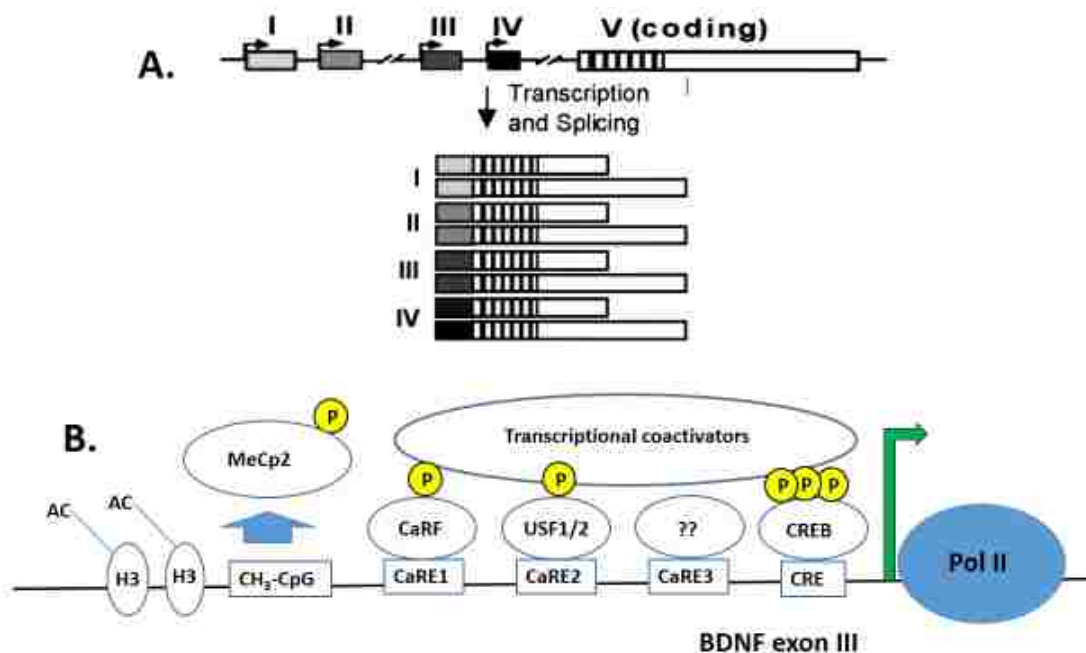 I II III IV V (coding)
A.
Transcription
and Splicing
I
II
III
IV
B.
P
MeCp2
Transcriptional coactivators
P P P P P
AC AC
CaRF USF1/2 ?? CREB
H3 H3 CH₃-CpG CaRE1 CaRE2 CaRE3 CRE Pol II
BDNF exon III